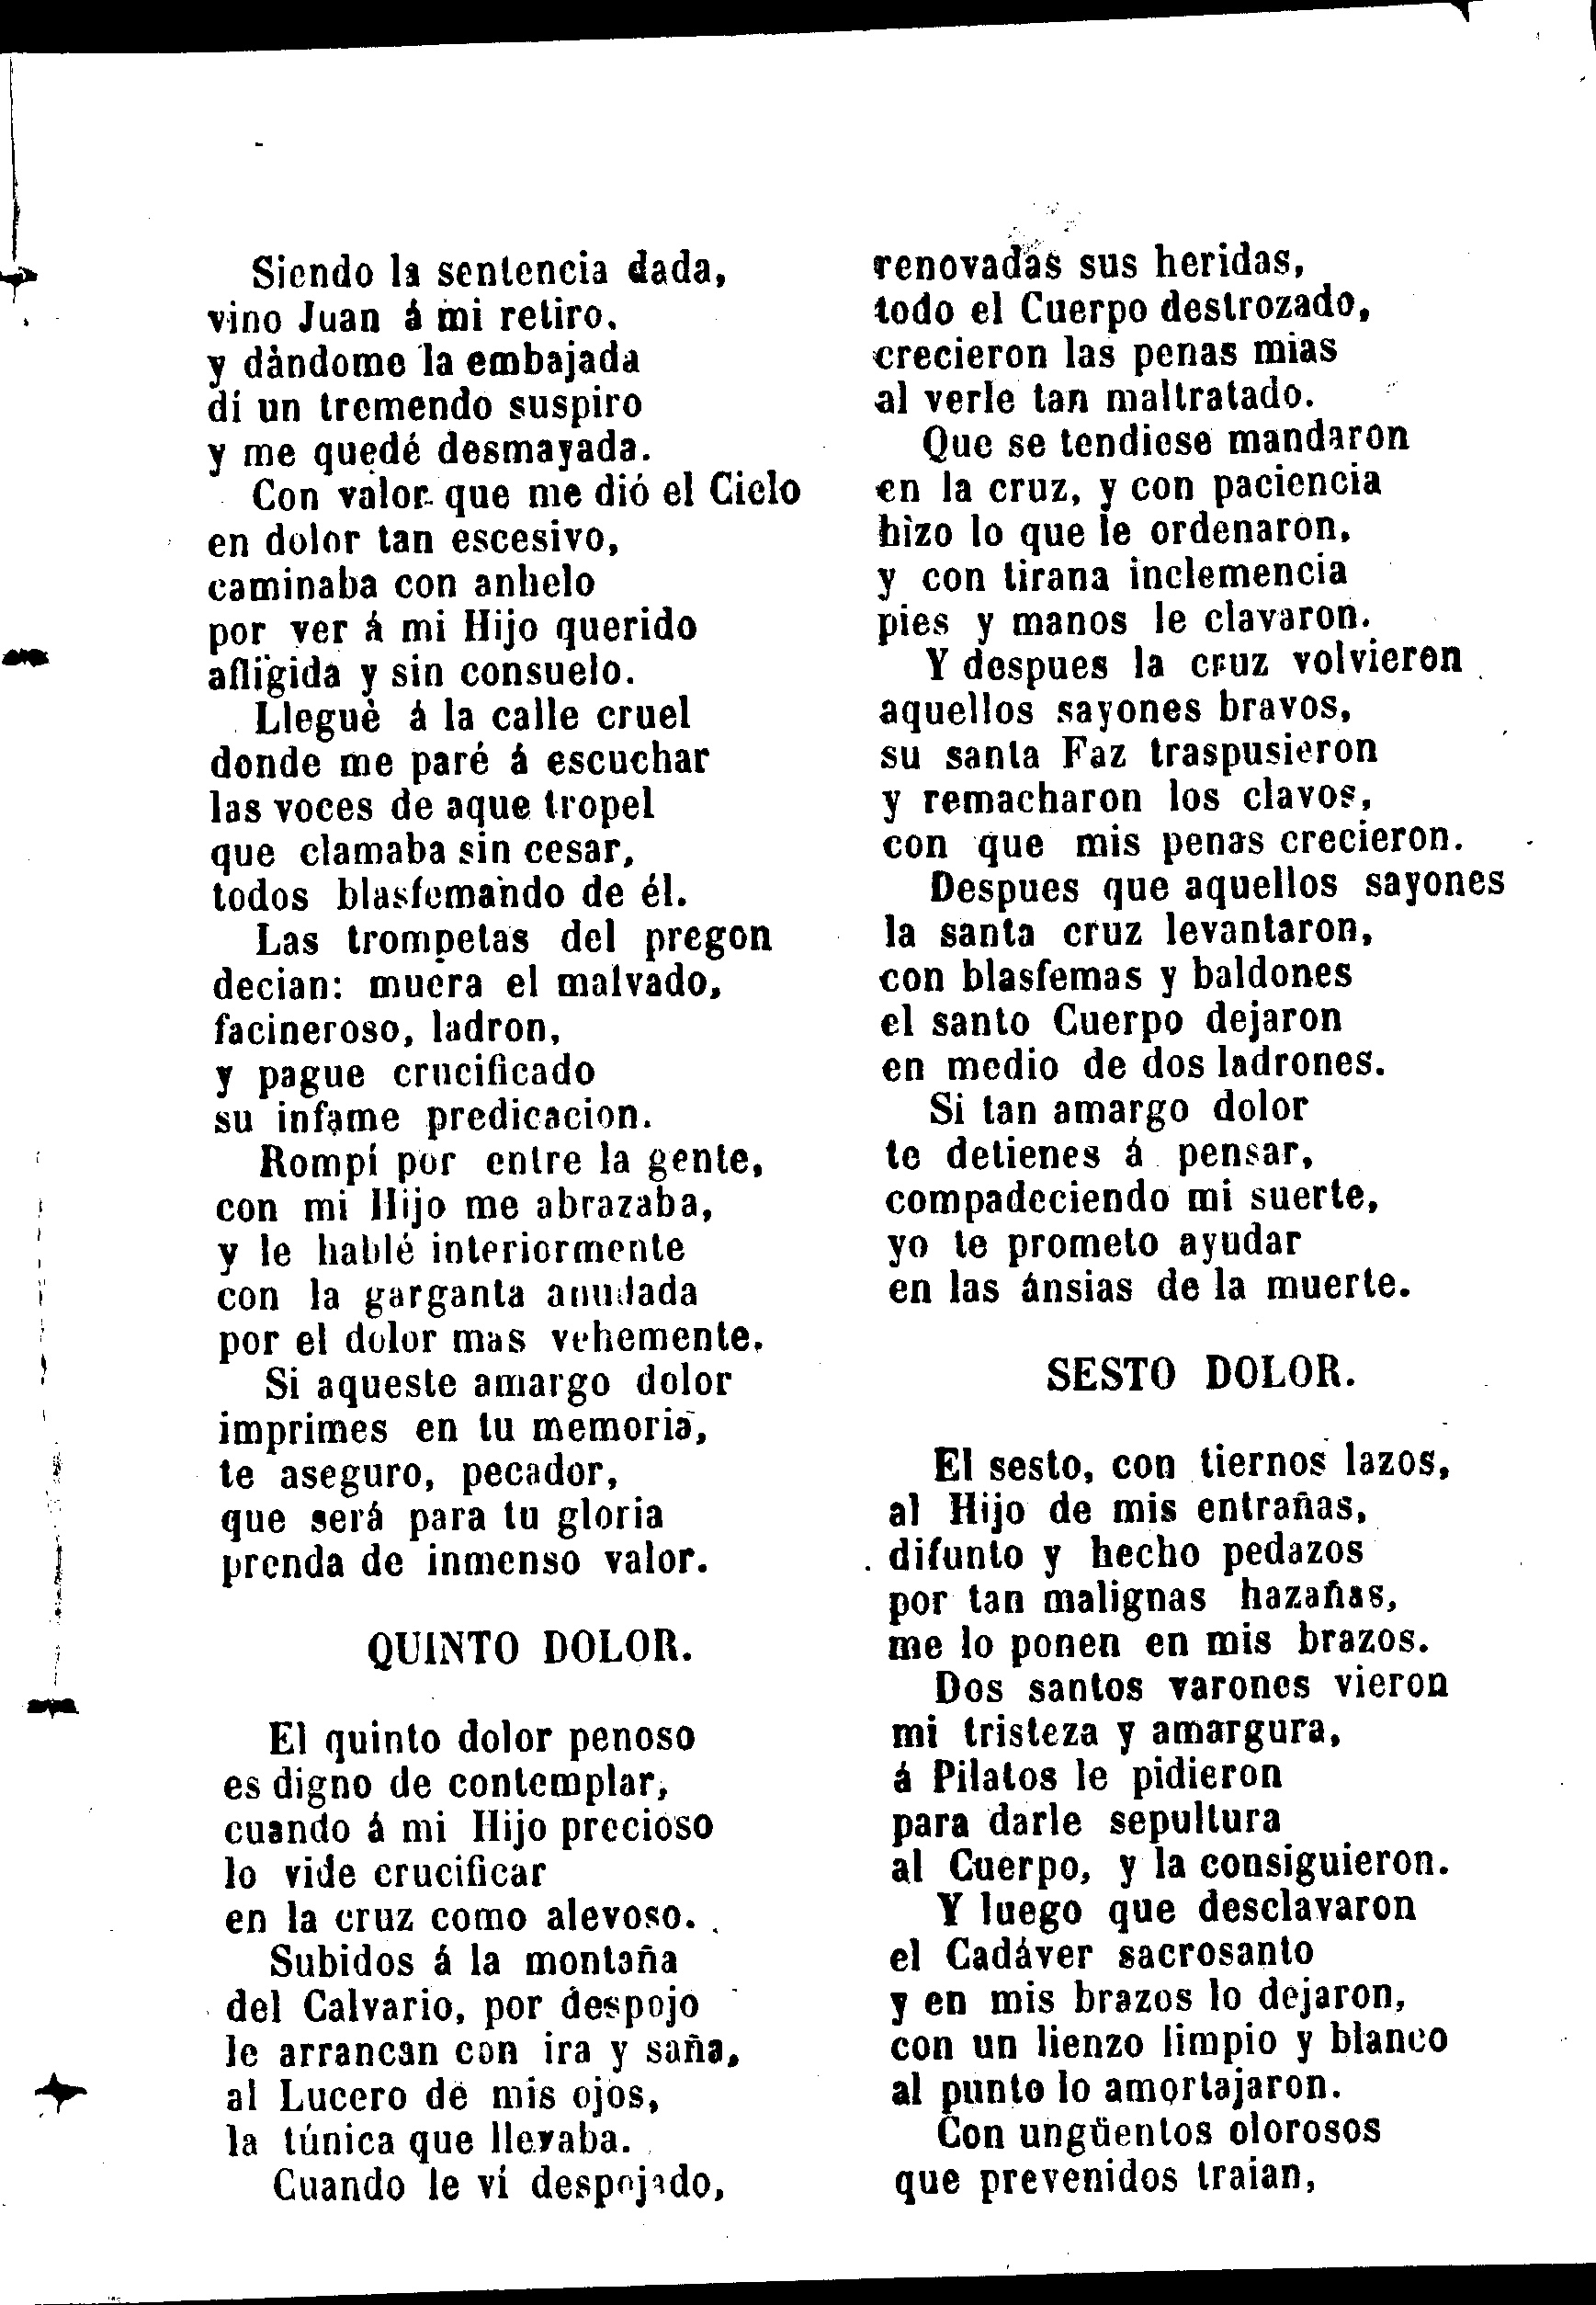 Siendo la sentencia dada,
vino Juan á mi retiro,
y dàndome la embajada
dí un tremendo suspiro
y me quedé desmayada.
Con valor que me dió el Cielo
en dolor tan escesivo,
caminaba con anhelo
por ver á mi Hijo querido
afligida y sin consuelo.
Lleguè á la calle cruel
donde me paré á escuchar
las voces de aque tropel
que clamaba sin cesar,
todos blasfemando de él.
Las trompetas del pregon
decian: muera el malvado,
facineroso, ladron,
y pague crucificado
su infame predicacion.
Rompí por entre la gente,
con mi Hijo me abrazaba,
y le hablé interiormente
con la garganta anudada
por el dolor mas vehemente.
Si aqueste amargo dolor
imprimes en tu memoria,
te aseguro, pecador,
que será para tu gloria
prenda de inmenso valor.
QUINTO DOLOR.
El quinto dolor penoso
es digno de contemplar,
cuando á mi Hijo precioso
lo vide crucificar
en la cruz como alevoso.
Subidos á la montaña
del Calvario, por despojo
le arrancan con ira y saña,
al Lucero de mis ojos,
la túnica que llevaba.
Cuando le ví despojado,
renovadas sus heridas,
todo el Cuerpo destrozado,
crecieron las penas mias
al verle tan maltratado.
Que se tendiese mandaron
en la cruz, y con paciencia
hizo lo que le ordenaron,
y con tirana inclemencia
pies y manos le clavaron.
Y despues la cruz volvieron
aquellos sayones bravos,
su santa Faz traspusieron
y remacharon los clavos,
con que mis penas crecieron.
Despues que aquellos sayones
la santa cruz levantaron,
con blasfemas y baldones
el santo Cuerpo dejaron
en medio de dos ladrones.
Si tan amargo dolor
te detienes á pensar,
compadeciendo mi suerte,
yo te prometo ayudar
en las ánsias de la muerte.
SESTO DOLOR.
El sesto, con tiernos lazos,
al Hijo de mis entrañas,
difunto y hecho pedazos
por tan malignas hazañas,
me lo ponen en mis brazos.
Dos santos varones vieron
mi tristeza y amargura,
á Pilatos le pidieron
para darle sepultura
al Cuerpo, y la consiguieron.
Y luego que desclavaron
el Cadáver sacrosanto
y en mis brazos lo dejaron,
con un lienzo limpio y blanco
al punto lo amortajaron.
Con ungüentos olorosos
que prevenidos traian,